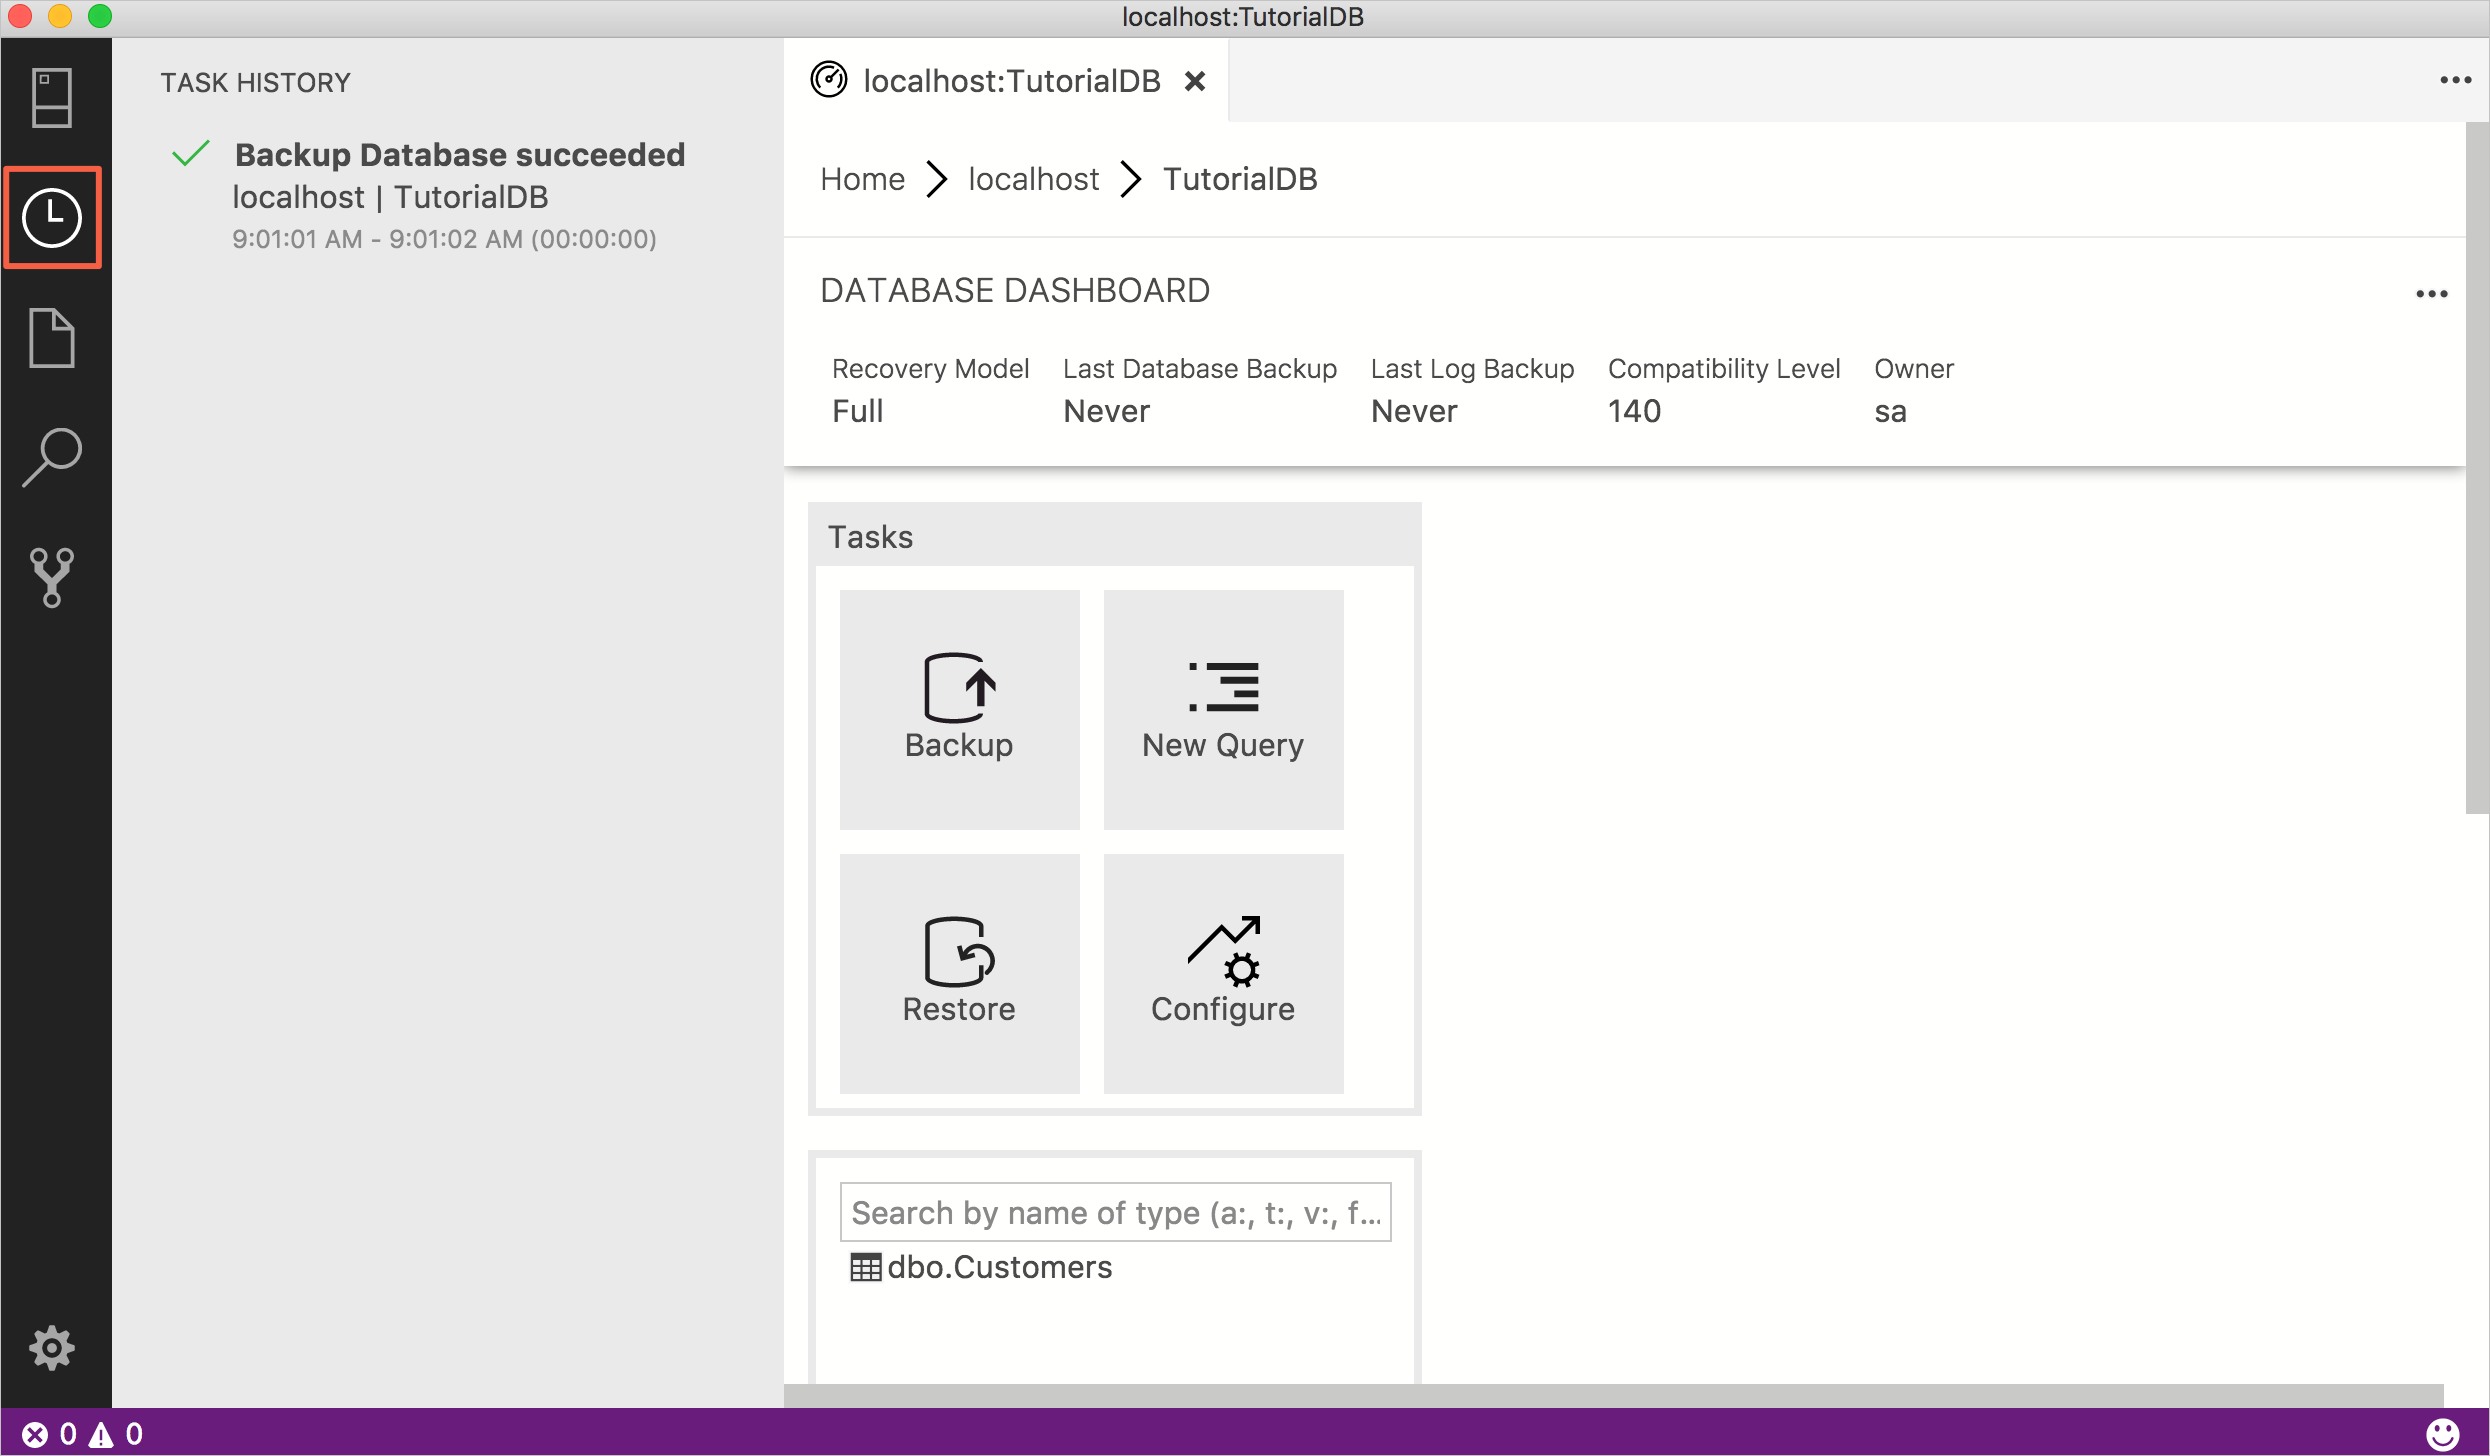 localhost:TutorialDB
TASK HISTORY
Backup Database succeeded
localhost | TutorialDB
9:01:01 AM - 9:01:02 AM (00:00:00)
localhost:TutorialDB
Home localhost TutorialDB
DATABASE DASHBOARD
Recovery Model Last Database Backup Last Log Backup Compatibility Level Owner
Full Never Never 140 sa
Tasks
Backup New Query
Restore Configure
Search by name of type (a:, t:, v:, f...
dbo.Customers
0 0